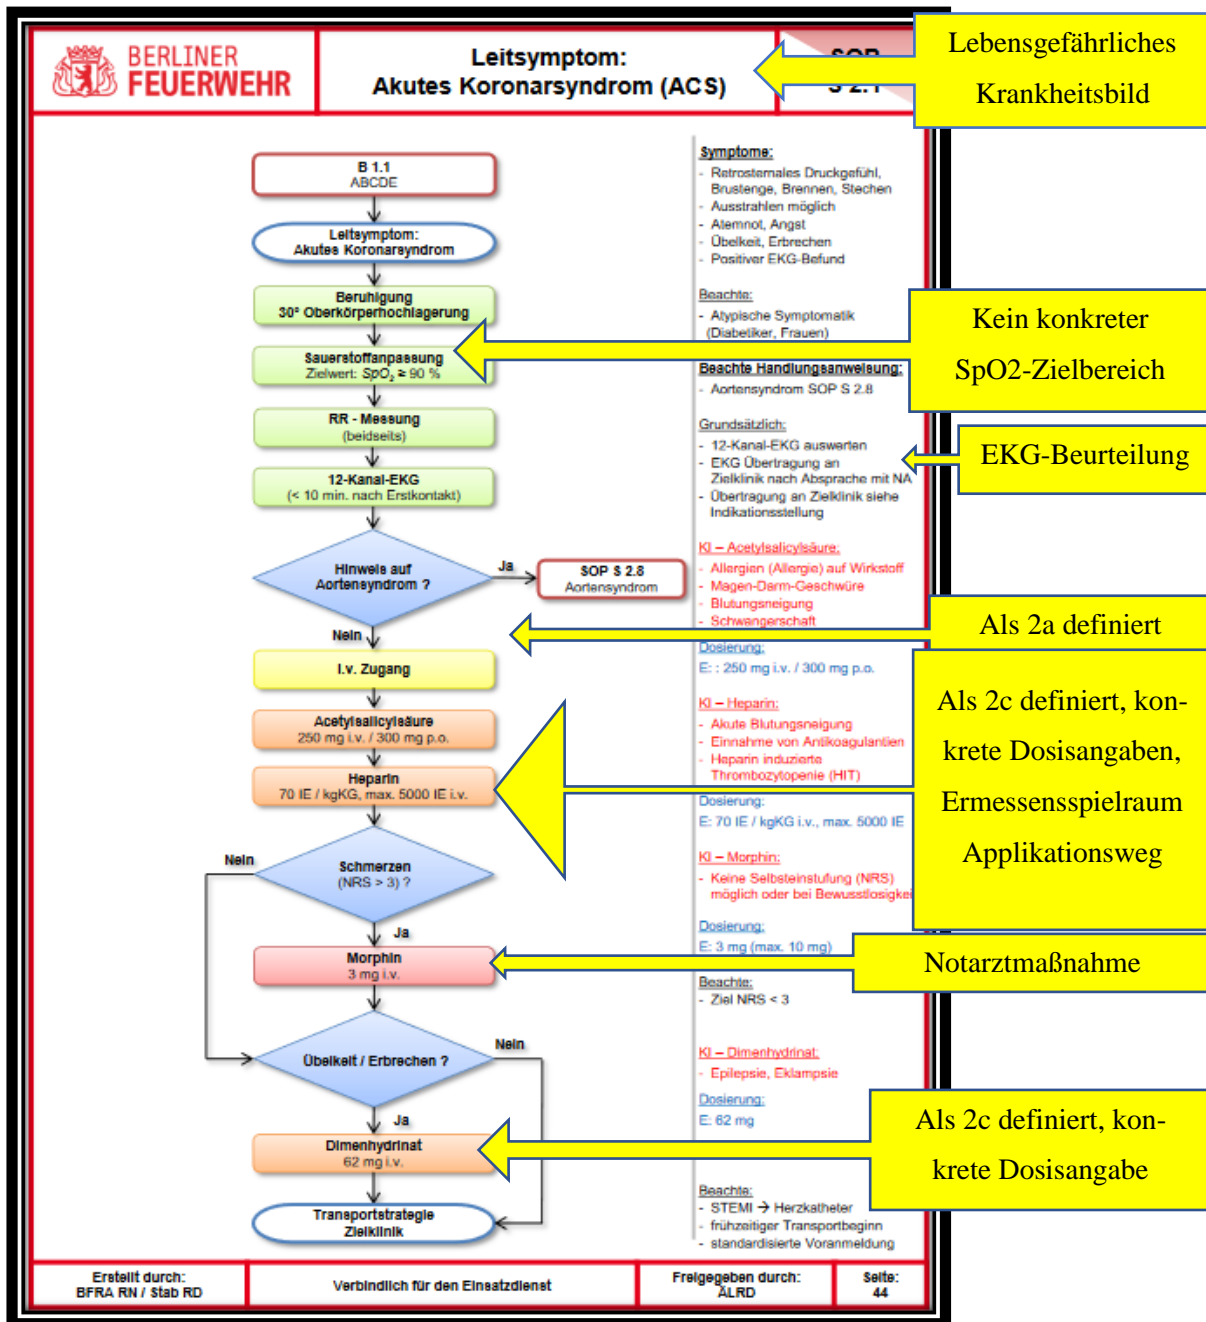 BERLINER
FEUERWEHR
Leitsymptom:
Akutes Koronarsyndrom (ACS)
SOP
S 2.1
Lebensgefährliches
Krankheitsbild
B 1.1
ABCDE
Leitsymptom:
Akutes Koronarsyndrom
Beruhigung
30° Oberkörperhochlagerung
Sauerstoffanpassung
Zielwert: SpO₂ ≥ 90 %
RR - Messung
(beidseits)
12-Kanal-EKG
(< 10 min. nach Erstkontakt)
Hinweis auf
Aortensyndrom ?
Ja
SOP S 2.8
Aortensyndrom
Nein
I.v. Zugang
Acetylsalicylsäure
250 mg i.v. / 300 mg p.o.
Heparin
70 IE / kgKG, max. 5000 IE i.v.
Nein
Schmerzen
(NRS > 3) ?
Ja
Morphin
3 mg i.v.
Übelkeit / Erbrechen ?
Nein
Ja
Dimenhydrinat
62 mg i.v.
Transportstrategie
Zielklinik
Symptome:
- Retrosternales Druckgefühl,
Brustenge, Brennen, Stechen
- Ausstrahlen möglich
- Atemnot, Angst
- Übelkeit, Erbrechen
- Positiver EKG-Befund
Beachte:
- Atypische Symptomatik
(Diabetiker, Frauen)
Beachte Handlungsanweisung:
- Aortensyndrom SOP S 2.8
Grundsätzlich:
- 12-Kanal-EKG auswerten
- EKG Übertragung an
Zielklinik nach Absprache mit NA
- Übertragung an Zielklinik siehe
Indikationsstellung
KI – Acetylsalicylsäure:
- Allergien (Allergie) auf Wirkstoff
- Magen-Darm-Geschwüre
- Blutungsneigung
- Schwangerschaft
Dosierung:
E: : 250 mg i.v. / 300 mg p.o.
KI – Heparin:
- Akute Blutungsneigung
- Einnahme von Antikoagulantien
- Heparin induzierte
Thrombozytopenie (HIT)
Dosierung:
E: 70 IE / kgKG i.v., max. 5000 IE
KI – Morphin:
- Keine Selbsteinstufung (NRS)
möglich oder bei Bewusstlosigkei
Dosierung:
E: 3 mg (max. 10 mg)
Beachte:
- Ziel NRS < 3
KI – Dimenhydrinat:
- Epilepsie, Eklampsie
Dosierung:
E: 62 mg
Beachte:
- STEMI → Herzkatheter
- frühzeitiger Transportbeginn
- standardisierte Voranmeldung
Kein konkreter
SpO2-Zielbereich
EKG-Beurteilung
Als 2a definiert
Als 2c definiert, kon-
krete Dosisangaben,
Ermessensspielraum
Applikationsweg
Notarztmaßnahme
Als 2c definiert, kon-
krete Dosisangabe
Erstellt durch:
BFRA RN / Stab RD
Verbindlich für den Einsatzdienst
Freigegeben durch:
ÄLRD
Seite:
44